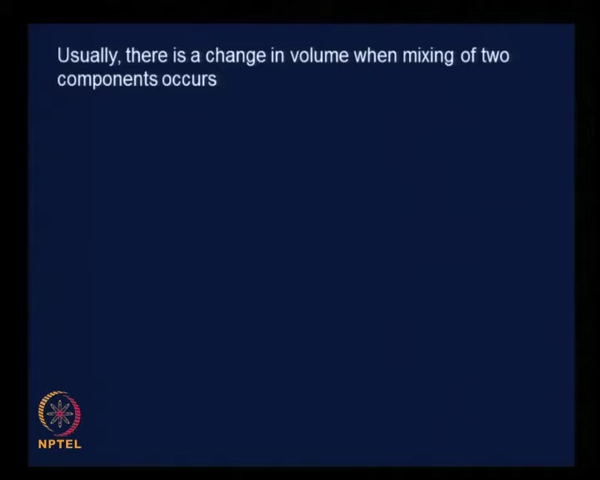 Usually, there is a change in volume when mixing of two
components occurs
NPTEL